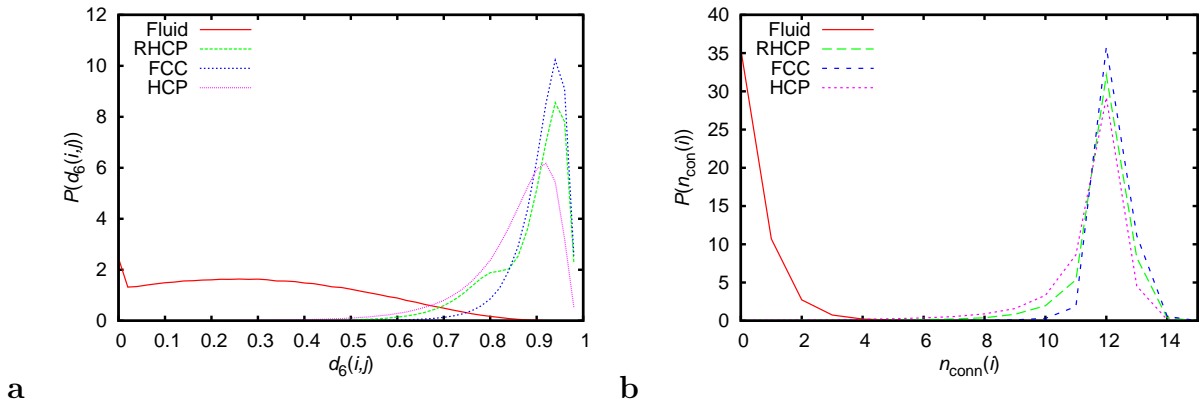 Fluid
RHCP
FCC
HCP
12
10
8
6
4
2
0
P(d6(i,j))
0 0.1 0.2 0.3 0.4 0.5 0.6 0.7 0.8 0.9 1
d6(i,j)
a
Fluid
RHCP
FCC
HCP
40
35
30
25
20
15
10
5
0
P(ncon(i))
0 2 4 6 8 10 12 14
nconn(i)
b